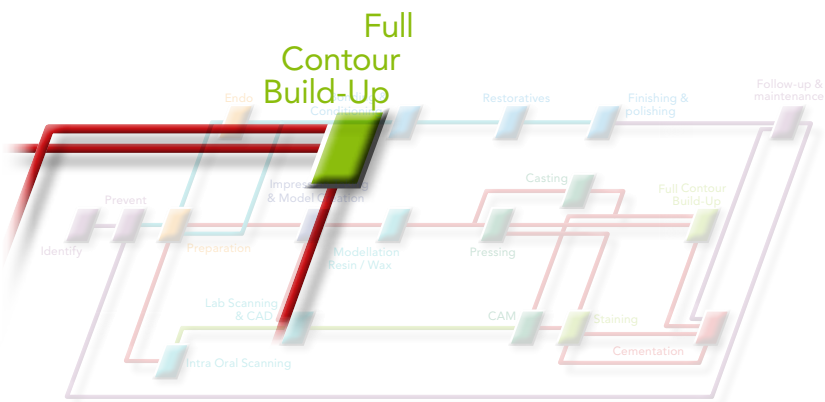 Full
Contour
Build-Up
Endo
Restoratives
Finishing &
polishing
Follow-up &
maintenance
Casting
Full Contour
Build-Up
Prevent
& Model Creation
Identify
Preparation
Modellation
Resin / Wax
Pressing
Lab Scanning
& CAD
CAM
Staining
Cementation
Intra Oral Scanning